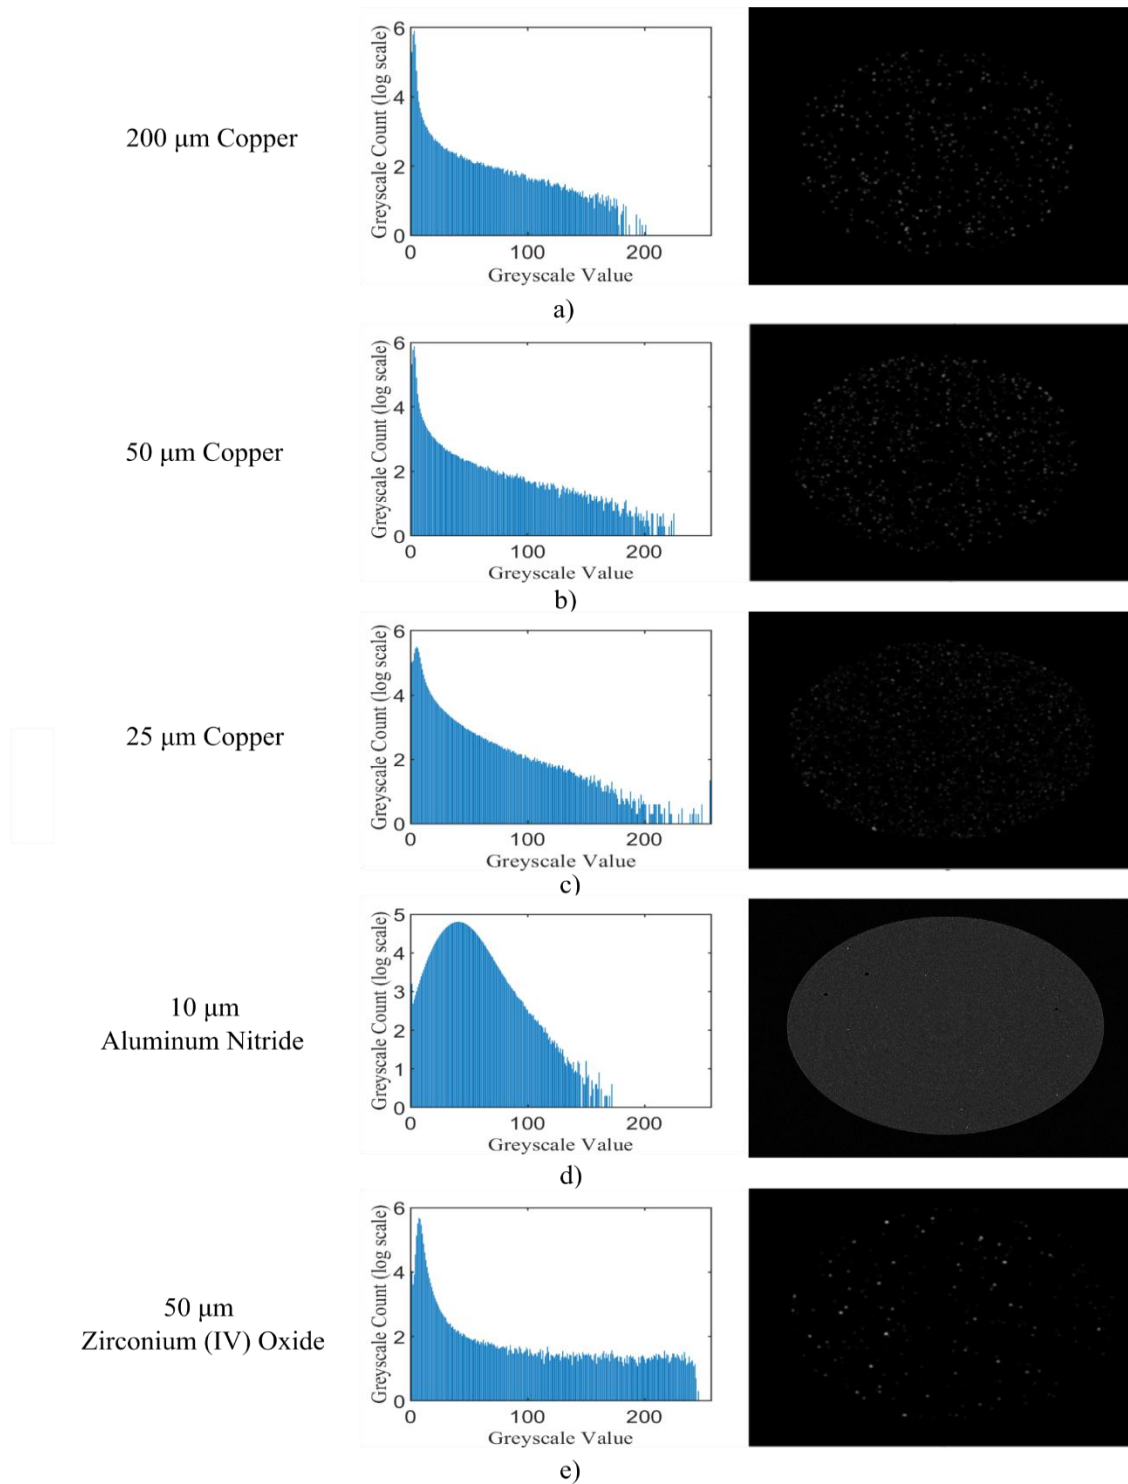 200 μm Copper
Greyscale Count (log scale)
6
4
2
0
0 100 200
Greyscale Value
a)
50 μm Copper
Greyscale Count (log scale)
6
4
2
0
0 100 200
Greyscale Value
b)
25 μm Copper
Greyscale Count (log scale)
6
4
2
0
0 100 200
Greyscale Value
c)
10 μm
Aluminum Nitride
Greyscale Count (log scale)
5
4
3
2
1
0
0 100 200
Greyscale Value
d)
50 μm
Zirconium (IV) Oxide
Greyscale Count (log scale)
6
4
2
0
0 100 200
Greyscale Value
e)